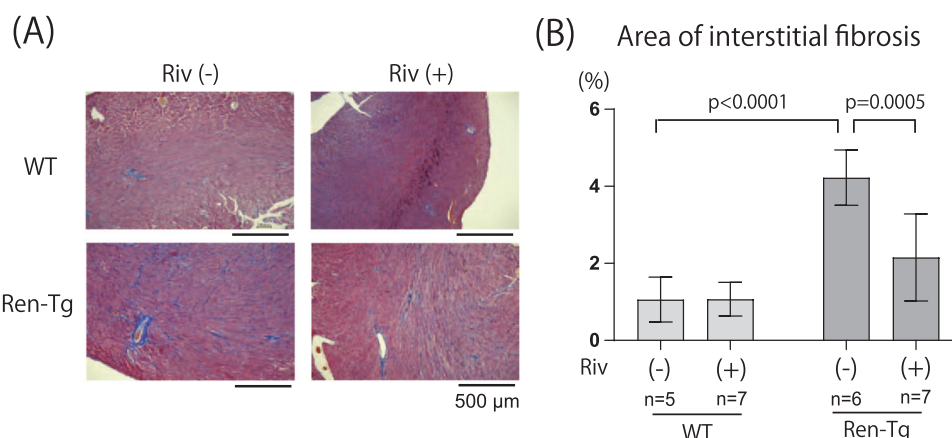 (A)
Riv (-)
Riv (+)
WT
Ren-Tg
500 µm
(B) Area of interstitial fibrosis
(%)
p<0.0001
p=0.0005
6
4
2
0
Riv (-) (+) (-) (+)
n=5 n=7 n=6 n=7
WT Ren-Tg